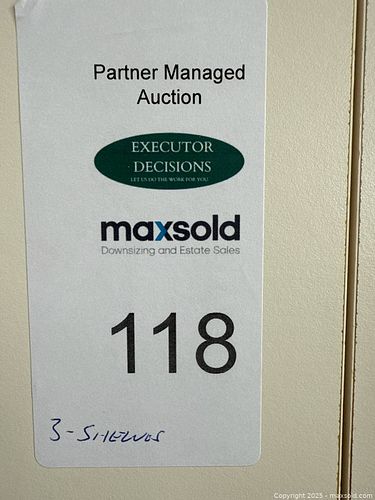 Partner Managed
Auction
EXECUTOR
DECISIONS
LET US DO THE WORK FOR YOU
maxsold
Downsizing and Estate Sales
118
3-SHELVES
Copyright 2025 - maxsold.com